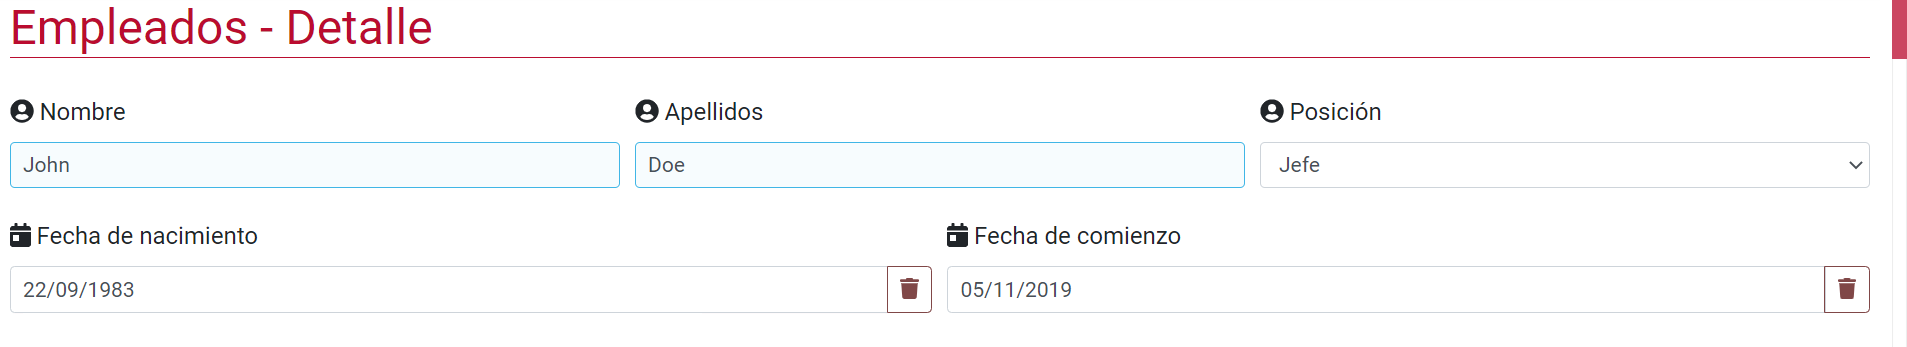 Empleados - Detalle
Nombre Apellidos Posición
John Doe Jefe
Fecha de nacimiento Fecha de comienzo
22/09/1983 05/11/2019